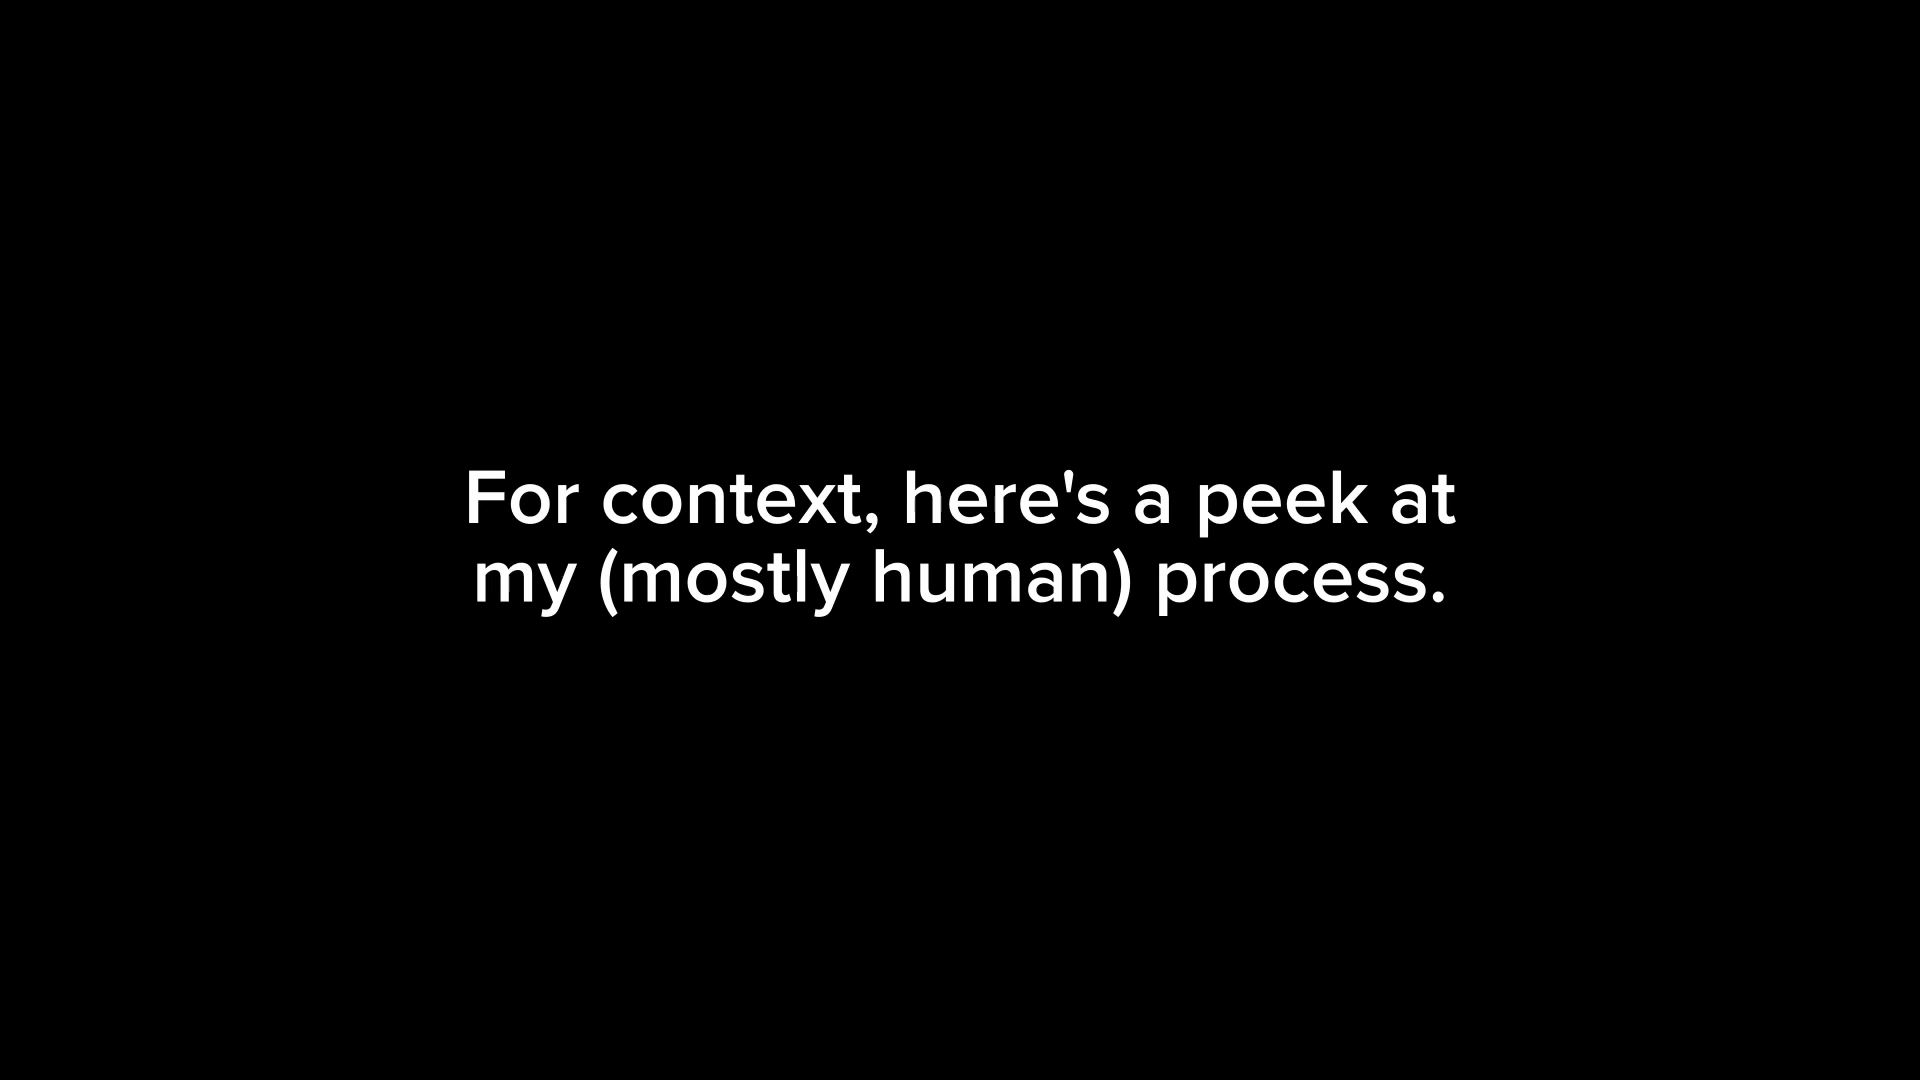 For context, here's a peek at
my (mostly human) process.